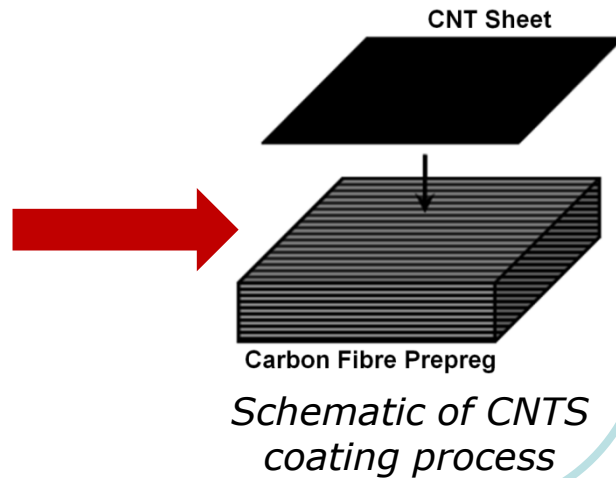 CNT Sheet
Carbon Fibre Prepreg
Schematic of CNTS
coating process